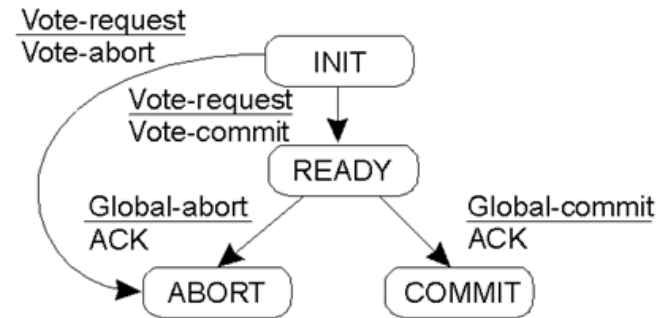 Vote-request
Vote-abort
INIT
Vote-request
Vote-commit
READY
Global-abort
ACK
Global-commit
ACK
ABORT
COMMIT